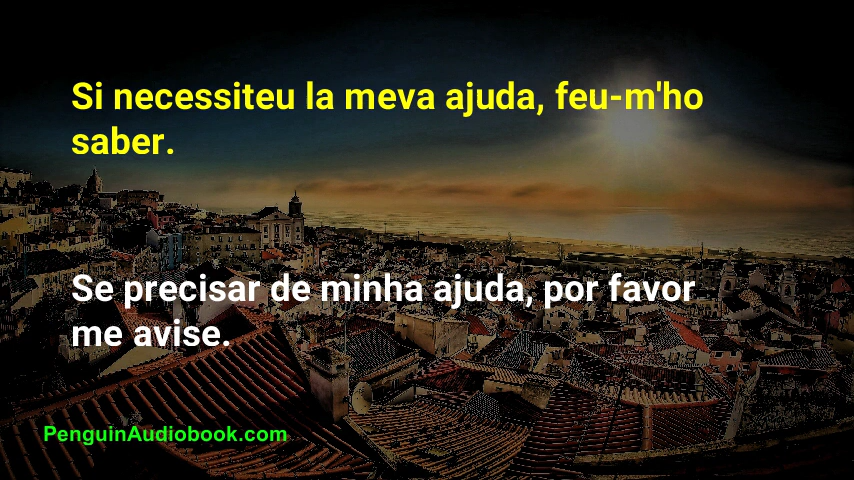 Si necessiteu la meva ajuda, feu-m'ho
saber.
Se precisar de minha ajuda, por favor
me avise.
PenguinAudiobook.com